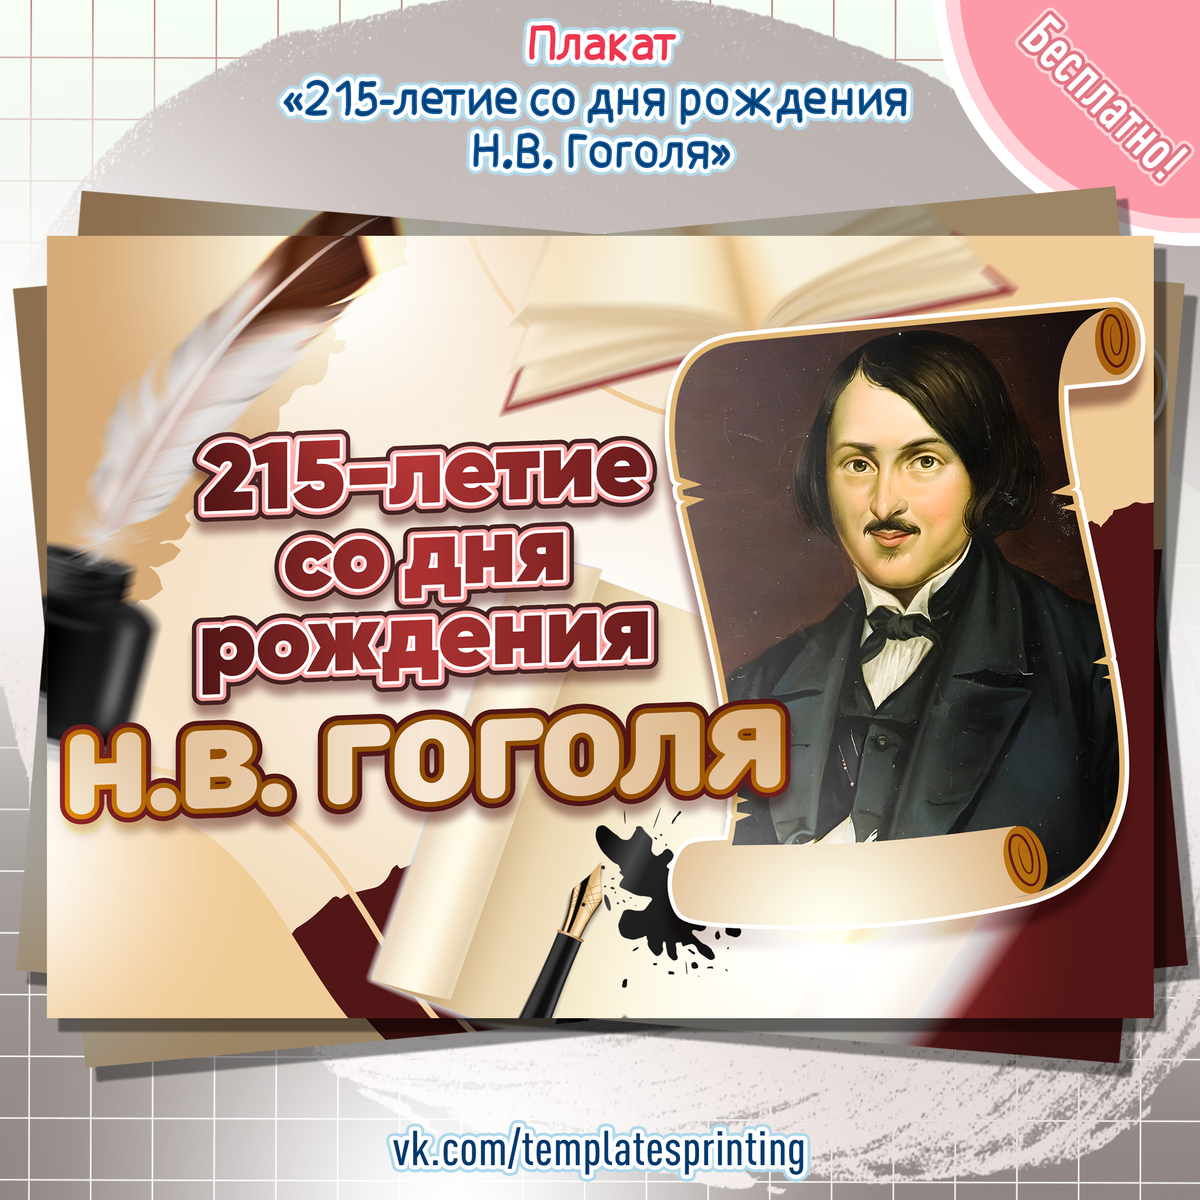 Плакат
«215-летие со дня рождения
Н.В. Гоголя»
Бесплатно!
215-летие
со дня
рождения
Н.В. ГОГОЛЯ
vk.com/templatesprinting